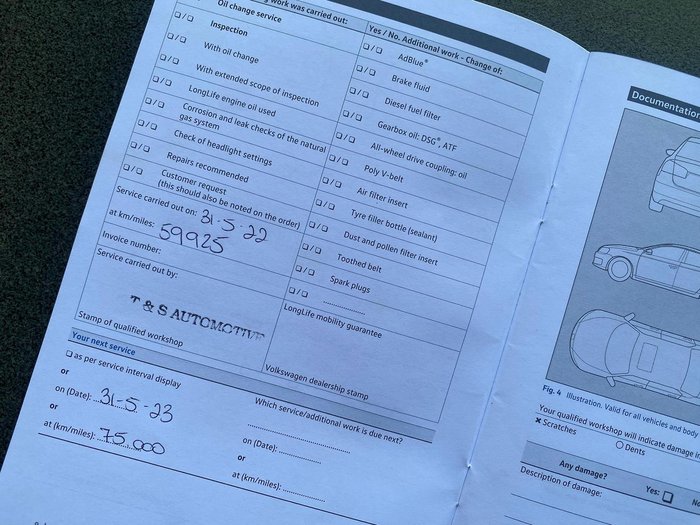 ng work was carried out:
Oil change service
❏ / ❏ Inspection
❏ / ❏ With oil change
❏ / ❏ With extended scope of inspection
❏ / ❏ LongLife engine oil used
❏ / ❏ Corrosion and leak checks of the natural
gas system
❏ / ❏ Check of headlight settings
❏ / ❏ Repairs recommended
❏ / ❏ Customer request
(this should also be noted on the order)
Service carried out on: 31-5-22
at km/miles: 59925
Invoice number:
Service carried out by:
T & S AUTOMOTIVE
Stamp of qualified workshop
Yes / No. Additional work - Change of:
❏ / ❏ AdBlue®
❏ / ❏ Brake fluid
❏ / ❏ Diesel fuel filter
❏ / ❏ Gearbox oil: DSG®, ATF
❏ / ❏ All-wheel drive coupling: oil
❏ / ❏ Poly V-belt
❏ / ❏ Air filter insert
❏ / ❏ Tyre filler bottle (sealant)
❏ / ❏ Dust and pollen filter insert
❏ / ❏ Toothed belt
❏ / ❏ Spark plugs
❏ / ❏ ..................
LongLife mobility guarantee
Volkswagen dealership stamp
Your next service
❏ as per service interval display
or
on (Date): 31-5-23
or
at (km/miles): 75.000
Which service/additional work is due next?
on (Date): ..................
or
at (km/miles): ..................
Documentation
Fig. 4 Illustration. Valid for all vehicles and body
Your qualified workshop will indicate damage in
× Scratches
○ Dents
Any damage?
Yes: ❏ No
Description of damage: